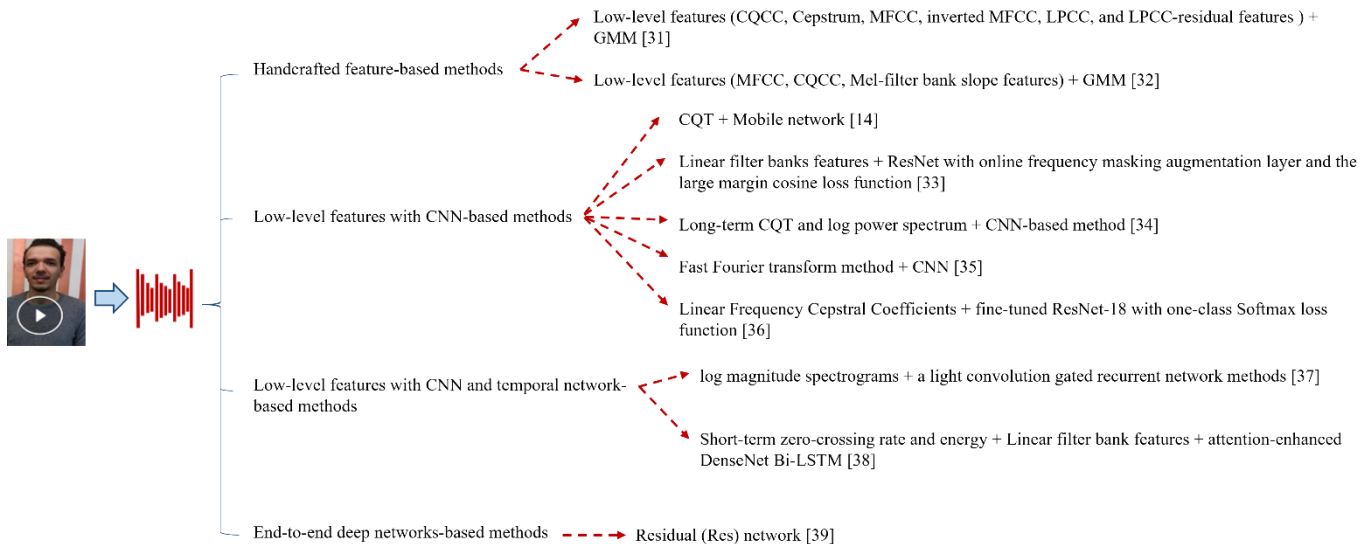 Low-level features (CQCC, Cepstrum, MFCC, inverted MFCC, LPCC, and LPCC-residual features ) +
GMM [31]
Handcrafted feature-based methods
Low-level features (MFCC, CQCC, Mel-filter bank slope features) + GMM [32]
CQT + Mobile network [14]
Linear filter banks features + ResNet with online frequency masking augmentation layer and the
large margin cosine loss function [33]
Low-level features with CNN-based methods
Long-term CQT and log power spectrum + CNN-based method [34]
Fast Fourier transform method + CNN [35]
Linear Frequency Cepstral Coefficients + fine-tuned ResNet-18 with one-class Softmax loss
function [36]
Low-level features with CNN and temporal network-
based methods
log magnitude spectrograms + a light convolution gated recurrent network methods [37]
Short-term zero-crossing rate and energy + Linear filter bank features + attention-enhanced
DenseNet Bi-LSTM [38]
End-to-end deep networks-based methods
Residual (Res) network [39]